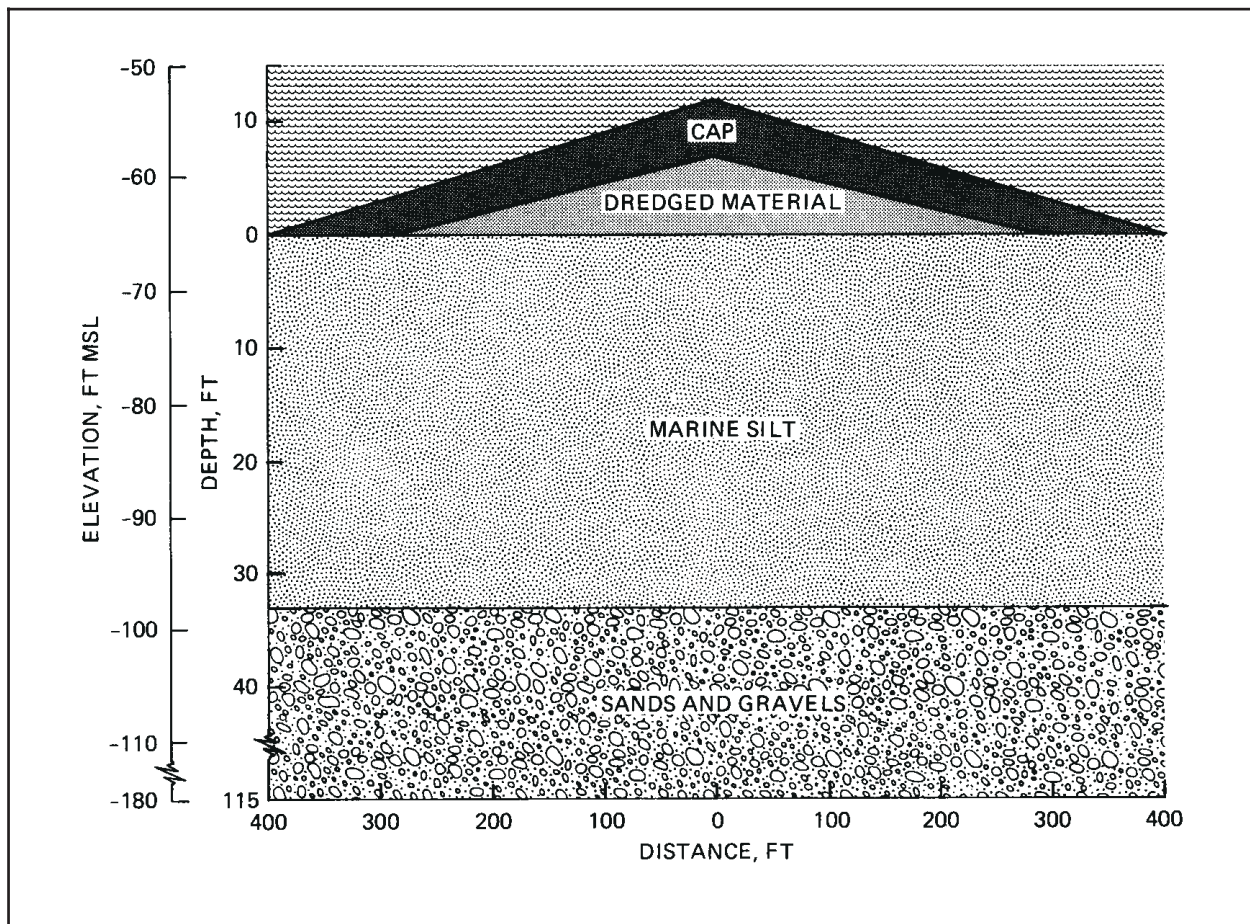 -50
-60
-70
-80
-90
-100
-110
-180
ELEVATION, FT MSL
DEPTH, FT
10
0
10
20
30
40
115
CAP
DREDGED MATERIAL
MARINE SILT
SANDS AND GRAVELS
400 300 200 100 0 100 200 300 400
DISTANCE, FT